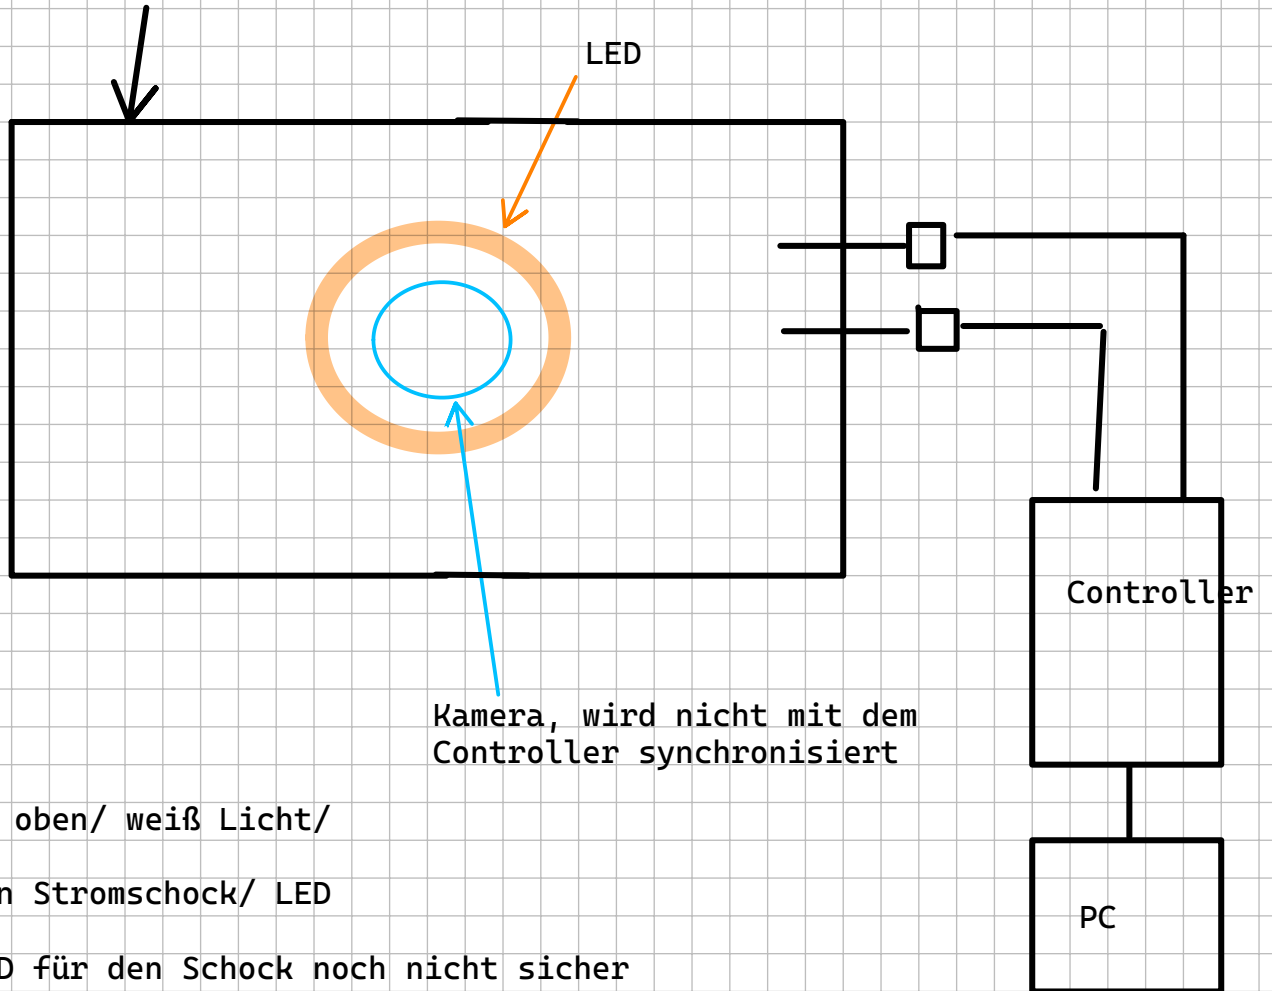 LED
Controller
Kamera, wird nicht mit dem
Controller synchronisiert
oben/ weiß Licht/
n Stromschock/ LED
PC
D für den Schock noch nicht sicher